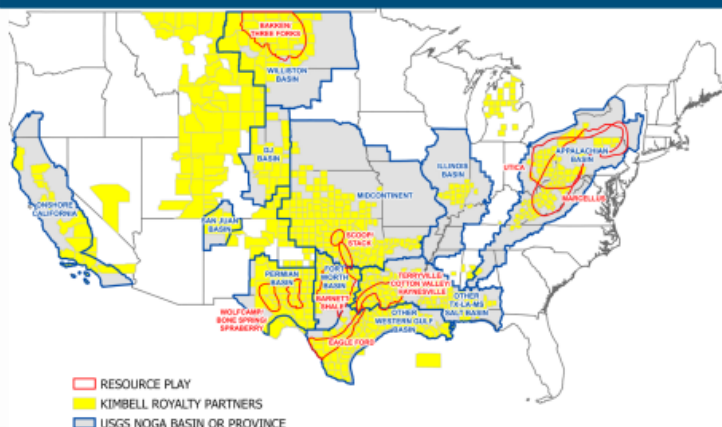 BAKKEN/
THREE FORKS
WILLISTON
BASIN
DJ
BASIN
ILLINOIS
BASIN
APPALACHIAN
BASIN
UTICA
MARCELLUS
MIDCONTINENT
ONSHORE
CALIFORNIA
SAN JUAN
BASIN
SCOOP/
STACK
PERMIAN
BASIN
FORT
WORTH
BASIN
BARNETT
SHALE
TERRYVILLE/
COTTON VALLEY/
HAYNESVILLE
WOLFCAMP/
BONE SPRING/
SPRABERRY
OTHER
WESTERN GULF
BASIN
OTHER
TX-LA-MS
SALT BASIN
EAGLE FORD
RESOURCE PLAY
KIMBELL ROYALTY PARTNERS
USGS NOGA BASIN OR PROVINCE